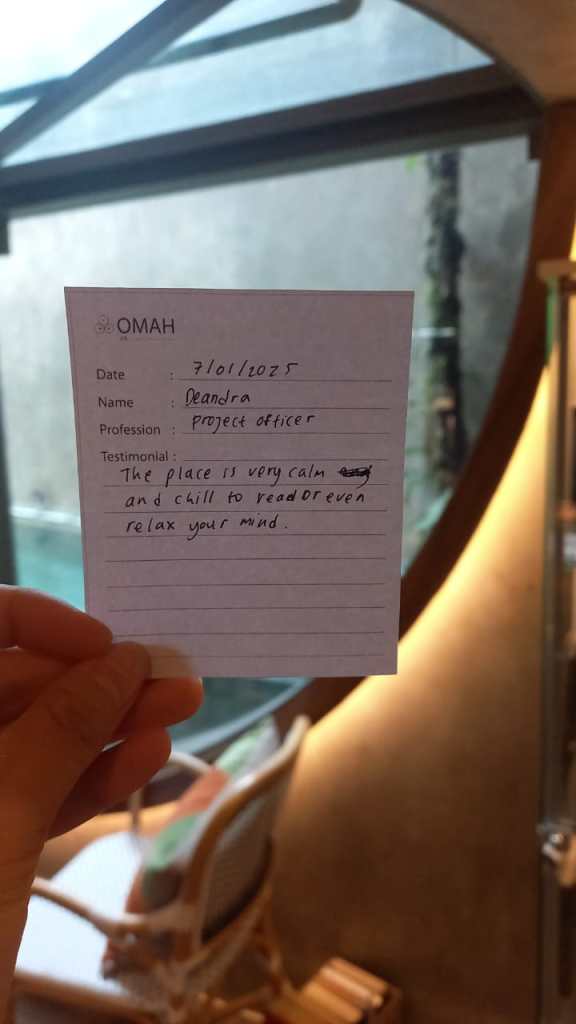 OMAH
Date : 7/01/2025
Name : Deandra
Profession : Project officer
Testimonial :
The place is very calm
and chill to read or even
relax your mind.